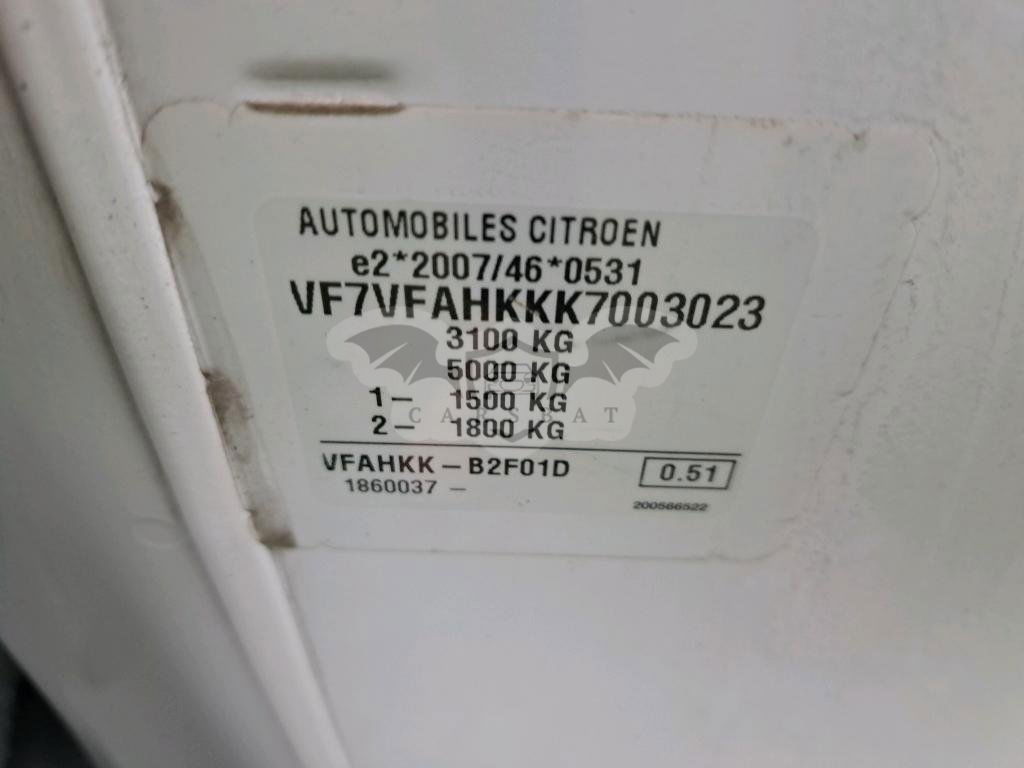 AUTOMOBILES CITROEN
e2*2007/46*0531
VF7VFAHKKK7003023
3100 KG
5000 KG
1- 1500 KG
CARSBAT
2- 1800 KG
VFAHKK - B2F01D
0.51
1860037 -
200566522